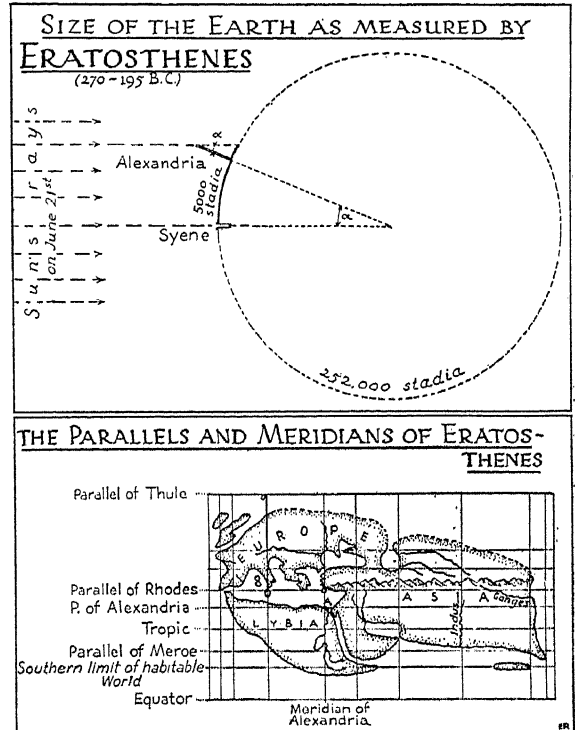 SIZE OF THE EARTH AS MEASURED BY
ERATOSTHENES
(270-195 B.C.)
Sun's rays
on June 21st
α
Alexandria
5000
stadia
Syene
α
252,000 stadia
THE PARALLELS AND MERIDIANS OF ERATOS-
THENES
Parallel of Thule
EUROPE
Parallel of Rhodes
P. of Alexandria
A
ASIA
Ganges
Indus
LYBIA
Tropic
Parallel of Meroe
Southern limit of habitable
World
Equator
Meridian of
Alexandria
ER